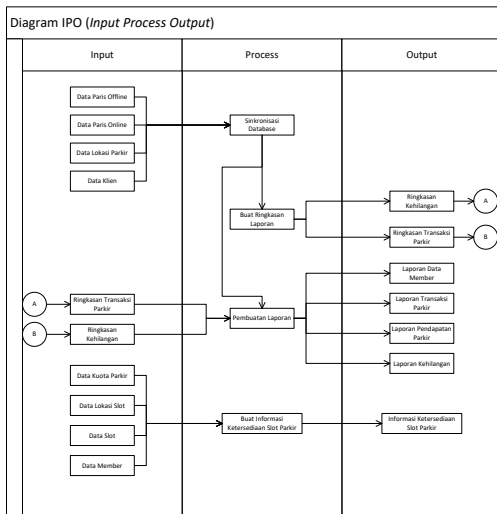 Diagram IPO (Input Process Output)
Input
Process
Output
Data Paris Offline
Data Paris Online
Data Lokasi Parkir
Data Klien
Sinkronisasi
Database
Buat Ringkasan
Laporan
Ringkasan
Kehilangan
A
Ringkasan Transaksi
Parkir
B
A
Ringkasan Transaksi
Parkir
B
Ringkasan
Kehilangan
Pembuatan Laporan
Laporan Data
Member
Laporan Transaksi
Parkir
Laporan Pendapatan
Parkir
Laporan Kehilangan
Data Kuota Parkir
Data Lokasi Slot
Data Slot
Data Member
Buat Informasi
Ketersediaan Slot Parkir
Informasi Ketersediaan
Slot Parkir